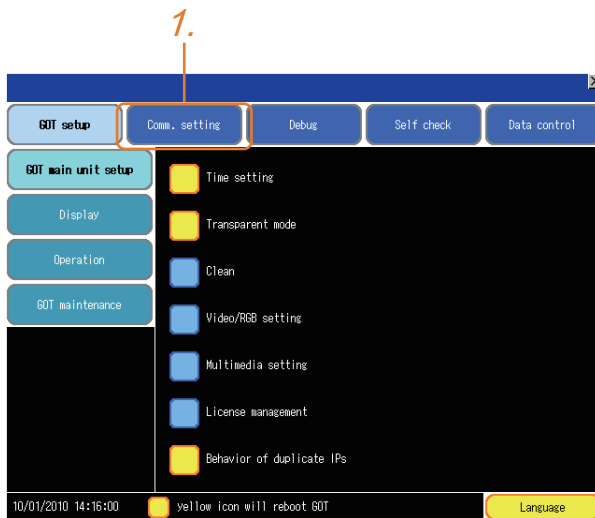 1.
GOT setup Comm. setting Debug Self check Data control
GOT main unit setup
Display
Operation
GOT maintenance
Time setting
Transparent mode
Clean
Video/RGB setting
Multimedia setting
License management
Behavior of duplicate IPs
10/01/2010 14:16:00 yellow icon will reboot GOT Language